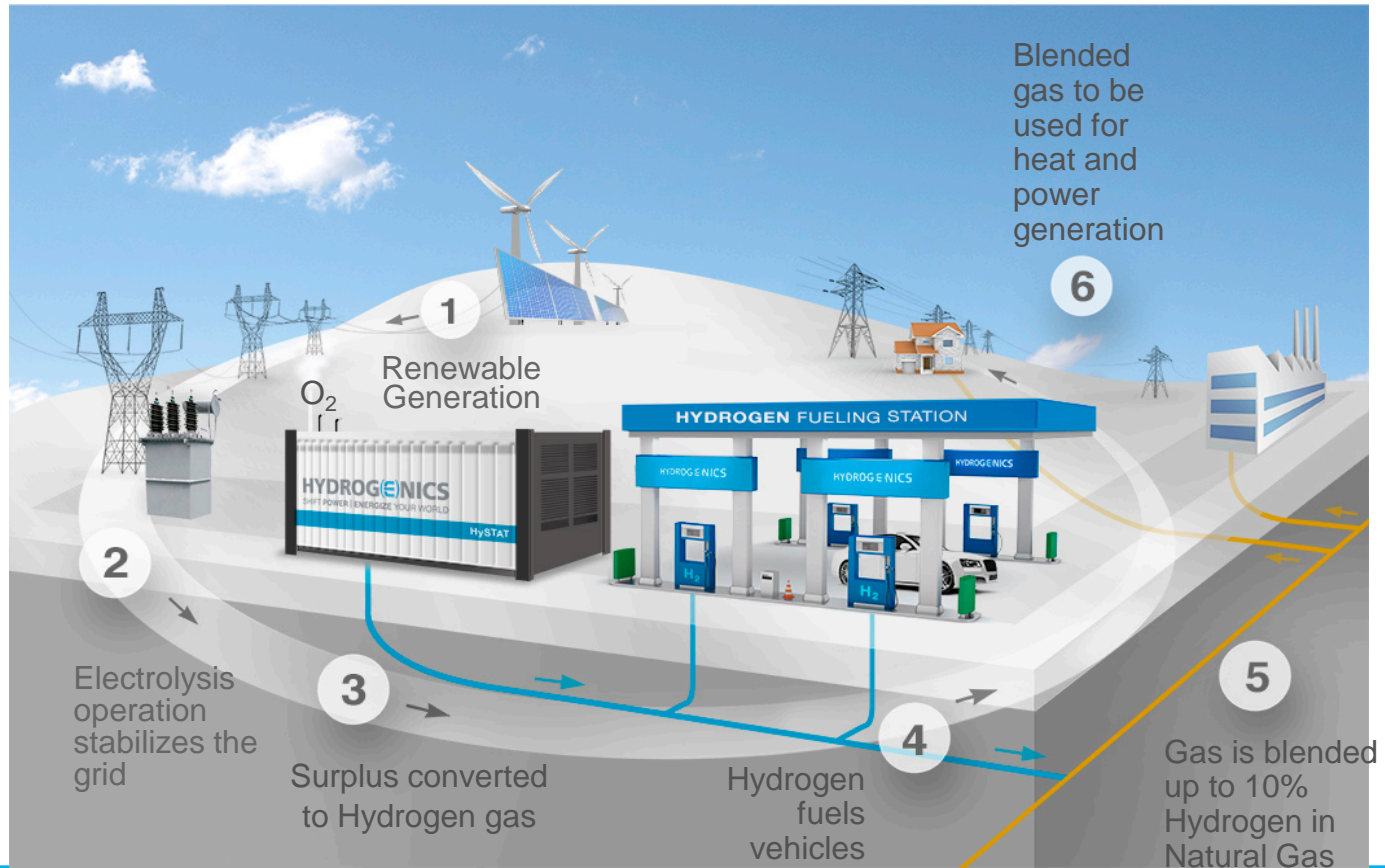 Blended
gas to be
used for
heat and
power
generation
6
1
Renewable
Generation
O₂
HYDROGENICS
SHIFT POWER | ENERGIZE YOUR WORLD
HySTAT
HYDROGEN FUELING STATION
HYDROGENICS
HYDROGENICS
HYDROGENICS
H₂
H₂
2
Electrolysis
operation
stabilizes the
grid
3
Surplus converted
to Hydrogen gas
4
Hydrogen
fuels
vehicles
5
Gas is blended
up to 10%
Hydrogen in
Natural Gas